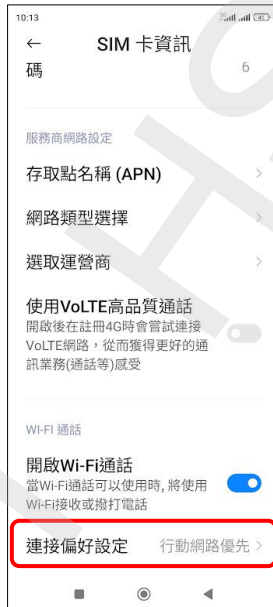 10:13
← SIM 卡資訊
碼 6
服務商網路設定
存取點名稱 (APN) >
網路類型選擇 >
選取運營商 >
使用VoLTE高品質通話
開啟後在註冊4G時會嘗試連接
VoLTE網路，從而獲得更好的通
訊業務(通話等)感受
WI-FI 通話
開啟Wi-Fi通話
當Wi-Fi通話可以使用時, 將使用
Wi-Fi接收或撥打電話
連接偏好設定 行動網路優先 >